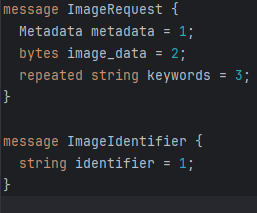 message ImageRequest {
  Metadata metadata = 1;
  bytes image_data = 2;
  repeated string keywords = 3;
}

message ImageIdentifier {
  string identifier = 1;
}